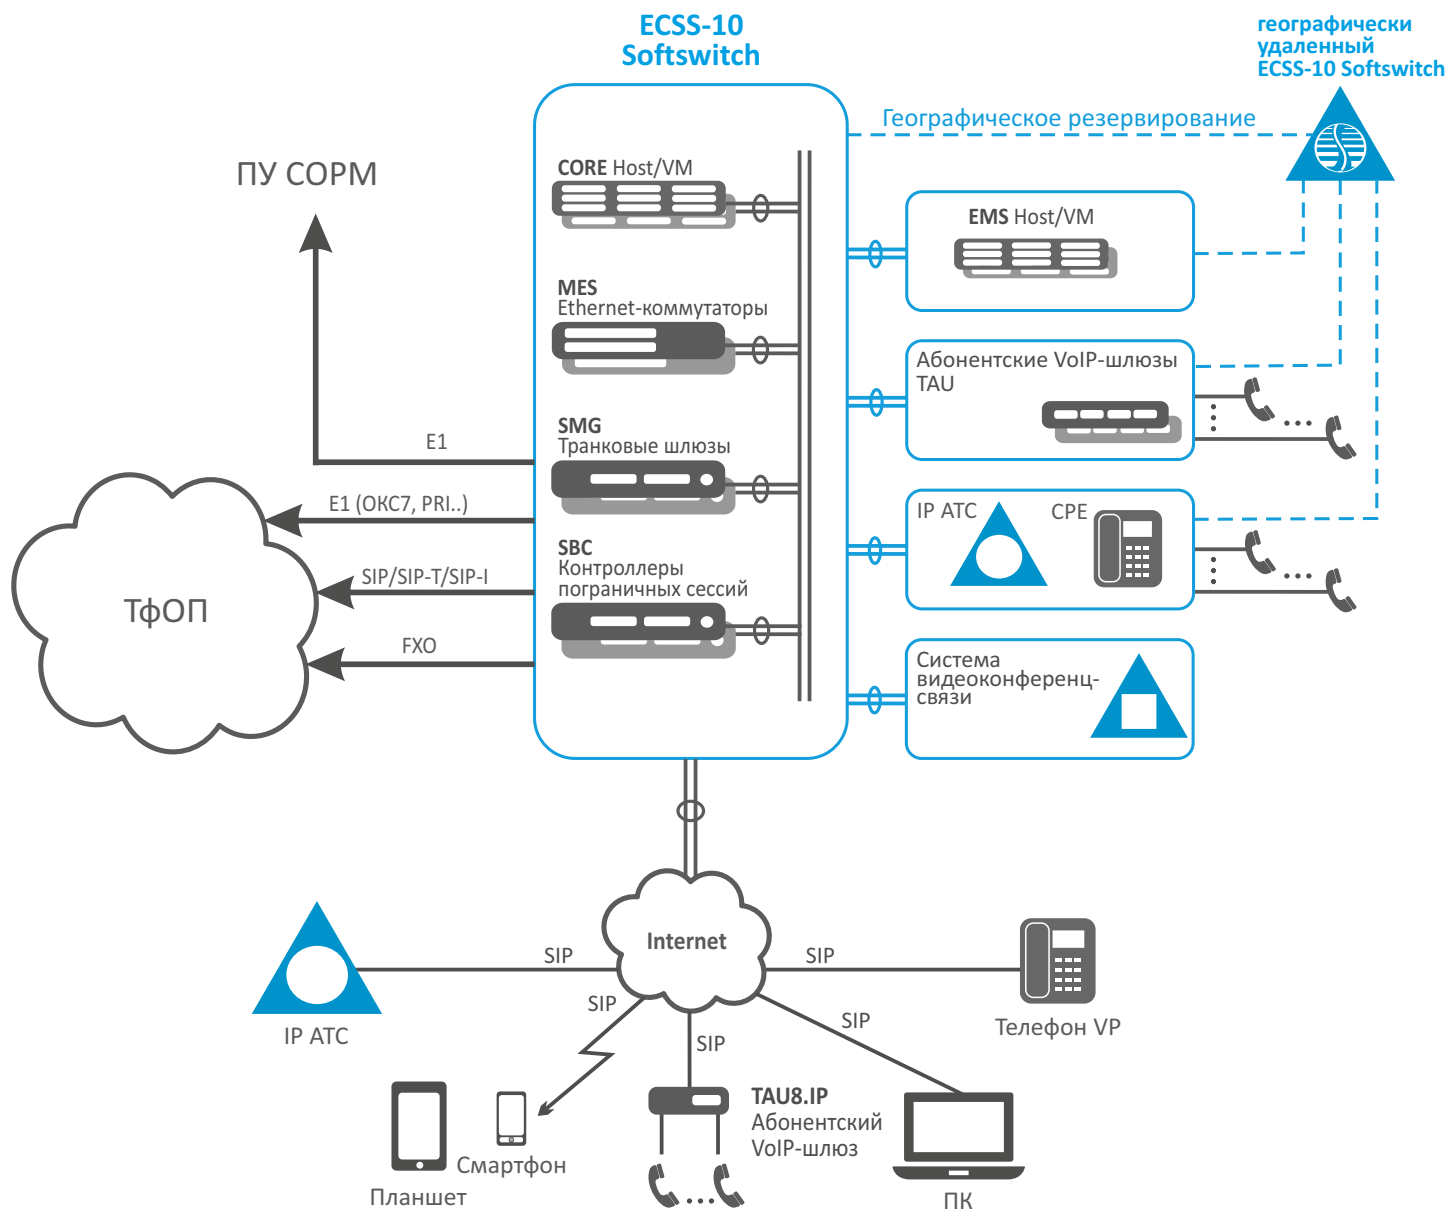 ECSS-10
Softswitch
географически
удаленный
ECSS-10 Softswitch
Географическое резервирование
ПУ СОРМ
CORE Host/VM
EMS Host/VM
MES
Ethernet-коммутаторы
Абонентские VoIP-шлюзы
TAU
SMG
Транковые шлюзы
E1
E1 (ОКС7, PRI..)
IP АТС
CPE
SBC
Контроллеры
пограничных сессий
SIP/SIP-T/SIP-I
ТфОП
FXO
Система
видеоконференц-
связи
Internet
SIP
SIP
SIP
SIP
SIP
IP АТС
Телефон VP
TAU8.IP
Абонентский
VoIP-шлюз
Смартфон
Планшет
ПК